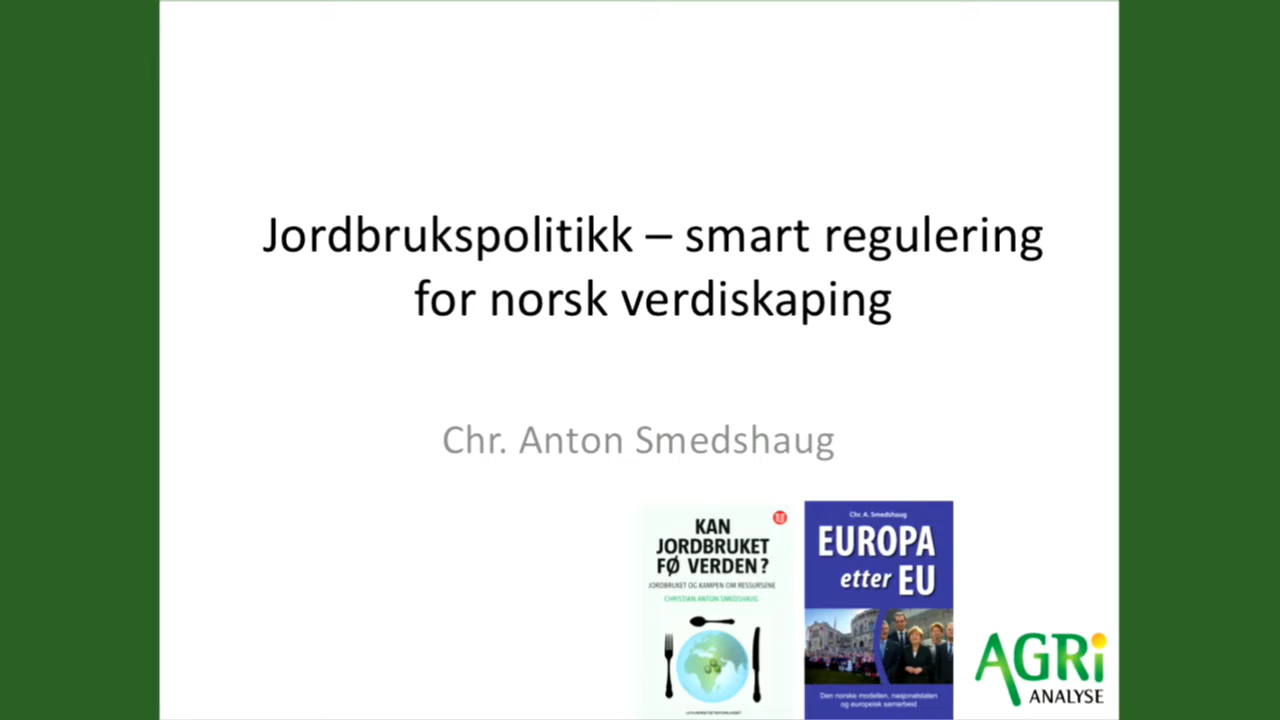 Jordbrukspolitikk – smart regulering
for norsk verdiskaping
Chr. Anton Smedshaug
KAN
JORDBRUKET
FØ VERDEN?
JORDBRUKET OG KAMPEN OM RESSURSENE
CHRISTIAN ANTON SMEDSHAUG
Chr. A. Smedshaug
EUROPA
etter
EU
Den norske modellen, nasjonalstaten
og europeisk samarbeid
AGRi
ANALYSE